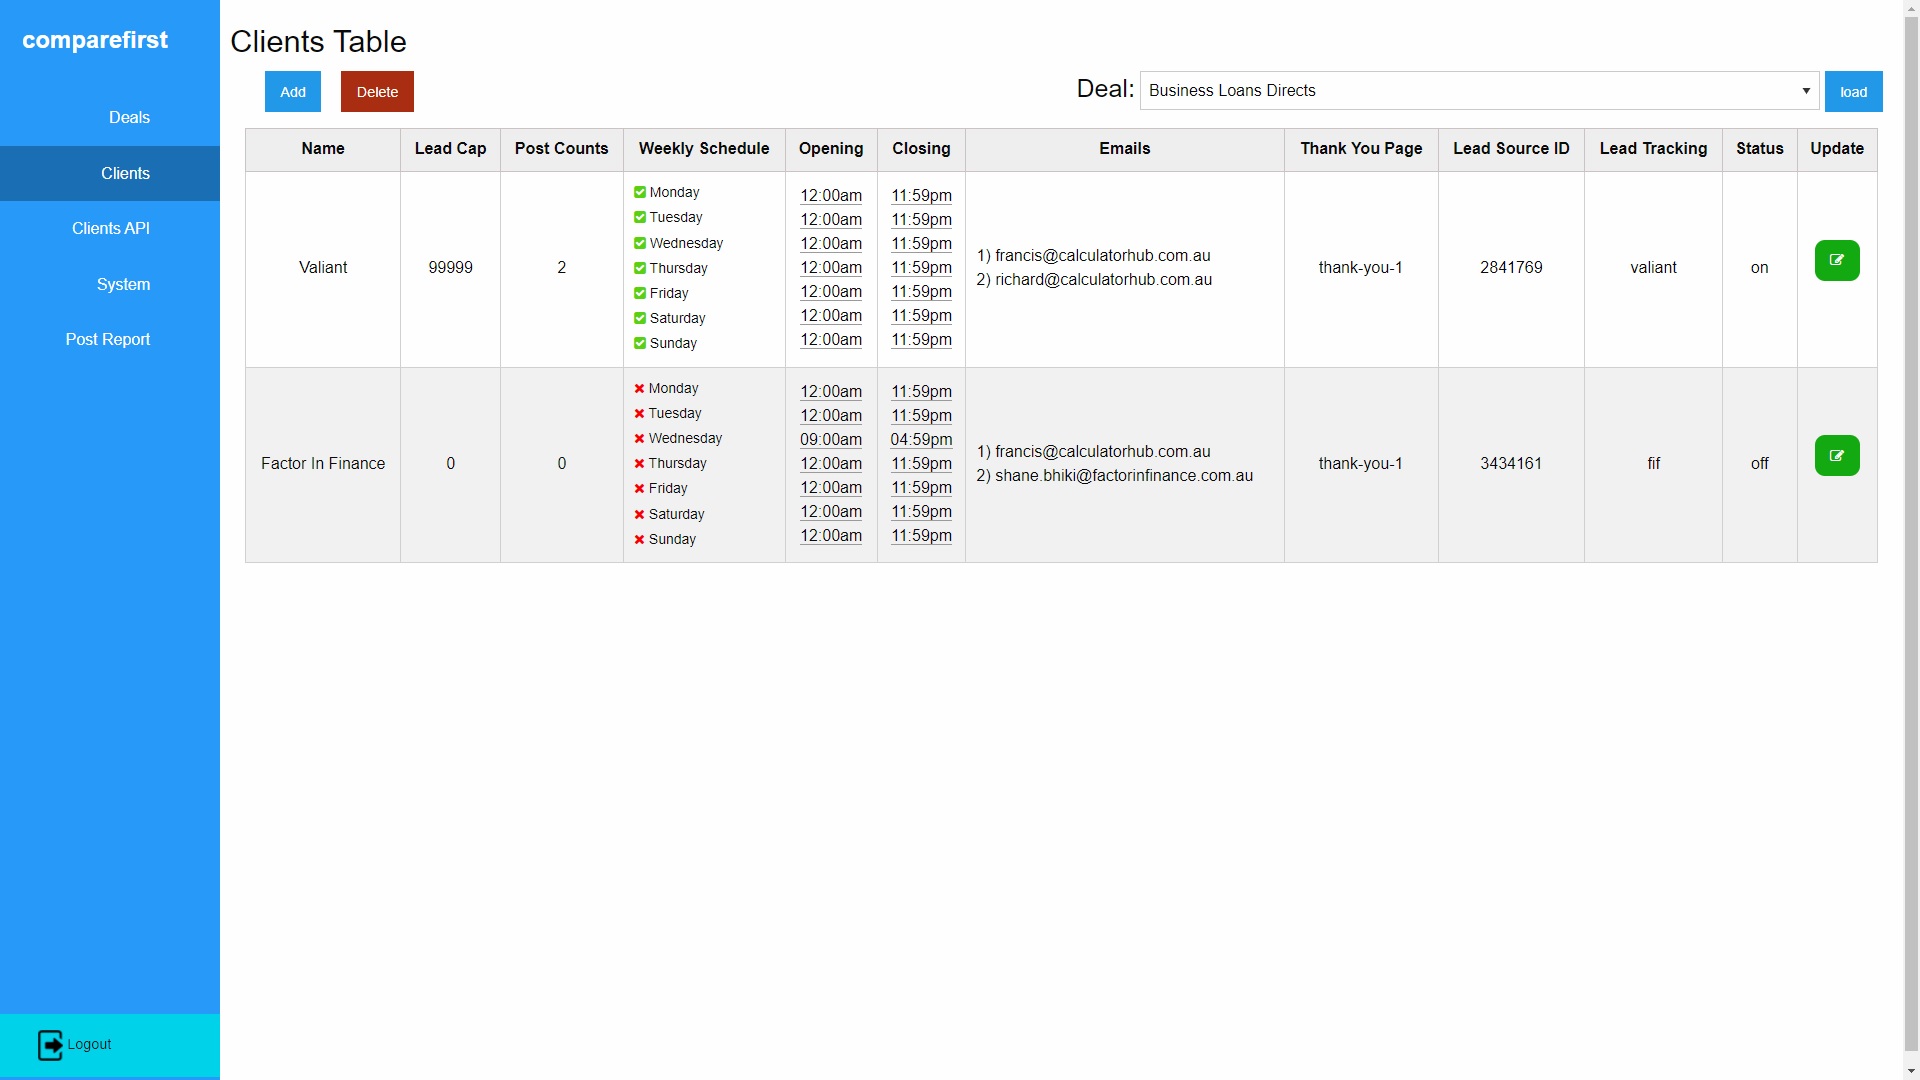 comparefirst
Deals
Clients
Clients API
System
Post Report
Logout
Clients Table
Add
Delete
Deal:
Business Loans Directs
load
Name Lead Cap Post Counts Weekly Schedule Opening Closing Emails Thank You Page Lead Source ID Lead Tracking Status Update
Valiant
99999
2
Monday
Tuesday
Wednesday
Thursday
Friday
Saturday
Sunday
12:00am
12:00am
12:00am
12:00am
12:00am
12:00am
12:00am
11:59pm
11:59pm
11:59pm
11:59pm
11:59pm
11:59pm
11:59pm
1) francis@calculatorhub.com.au
2) richard@calculatorhub.com.au
thank-you-1
2841769
valiant
on
Factor In Finance
0
0
Monday
Tuesday
Wednesday
Thursday
Friday
Saturday
Sunday
12:00am
12:00am
09:00am
12:00am
12:00am
12:00am
12:00am
11:59pm
11:59pm
04:59pm
11:59pm
11:59pm
11:59pm
11:59pm
1) francis@calculatorhub.com.au
2) shane.bhiki@factorinfinance.com.au
thank-you-1
3434161
fif
off